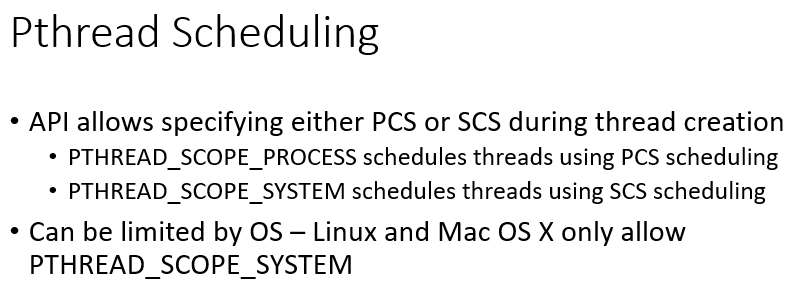 Pthread Scheduling
• API allows specifying either PCS or SCS during thread creation
• PTHREAD_SCOPE_PROCESS schedules threads using PCS scheduling
• PTHREAD_SCOPE_SYSTEM schedules threads using SCS scheduling
• Can be limited by OS – Linux and Mac OS X only allow
PTHREAD_SCOPE_SYSTEM